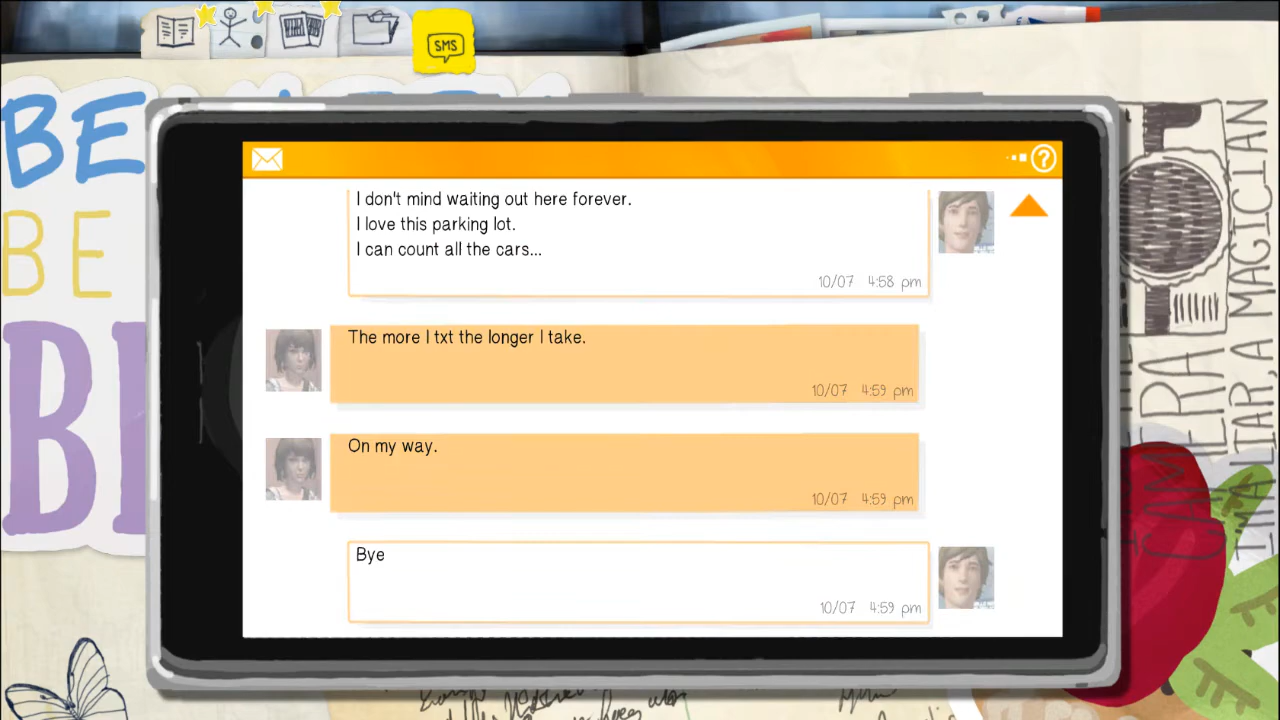 SMS
BE
BE
I don't mind waiting out here forever.
I love this parking lot.
I can count all the cars...
10/07 4:58 pm
The more I txt the longer I take.
10/07 4:59 pm
On my way.
10/07 4:59 pm
Bye
10/07 4:59 pm
CAMERA
I'M A LIAR, A MAGICIAN